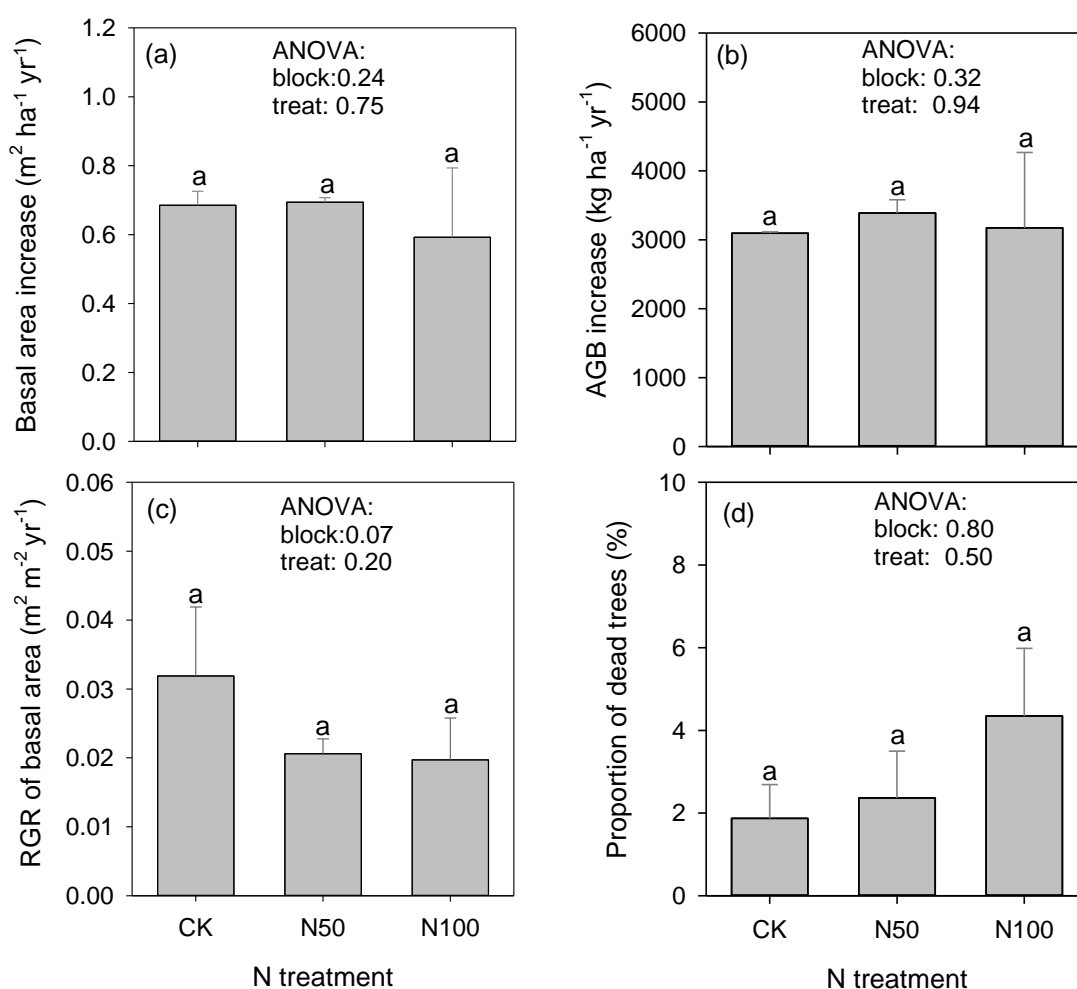 (a)
ANOVA:
block:0.24
treat: 0.75
Basal area increase (m² ha⁻¹ yr⁻¹)
1.2
1.0
0.8
0.6
0.4
0.2
0.0
a
a
a
(b)
ANOVA:
block: 0.32
treat: 0.94
AGB increase (kg ha⁻¹ yr⁻¹)
6000
5000
4000
3000
2000
1000
0
a
a
a
(c)
ANOVA:
block:0.07
treat: 0.20
RGR of basal area (m² m⁻² yr⁻¹)
0.06
0.05
0.04
0.03
0.02
0.01
0.00
a
a
a
CK N50 N100
N treatment
(d)
ANOVA:
block: 0.80
treat: 0.50
Proportion of dead trees (%)
10
8
6
4
2
0
a
a
a
CK N50 N100
N treatment